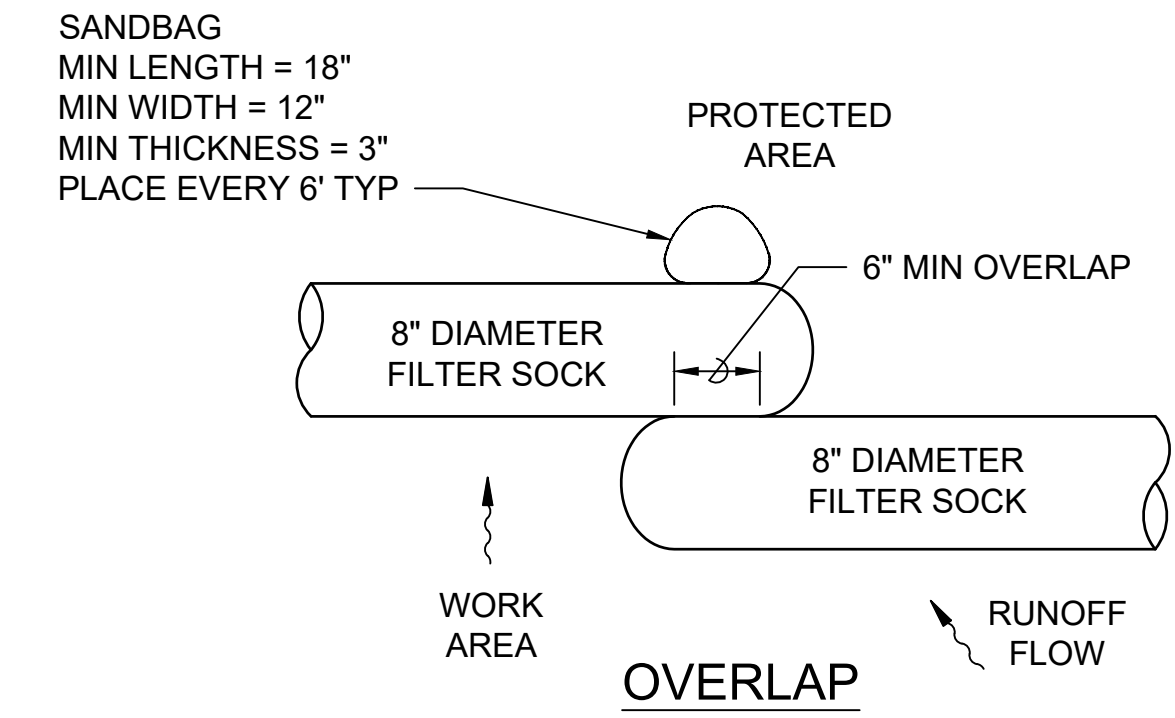 SANDBAG
MIN LENGTH = 18"
MIN WIDTH = 12"
MIN THICKNESS = 3"
PLACE EVERY 6' TYP
PROTECTED
AREA
6" MIN OVERLAP
8" DIAMETER
FILTER SOCK
8" DIAMETER
FILTER SOCK
WORK
AREA
RUNOFF
FLOW
OVERLAP